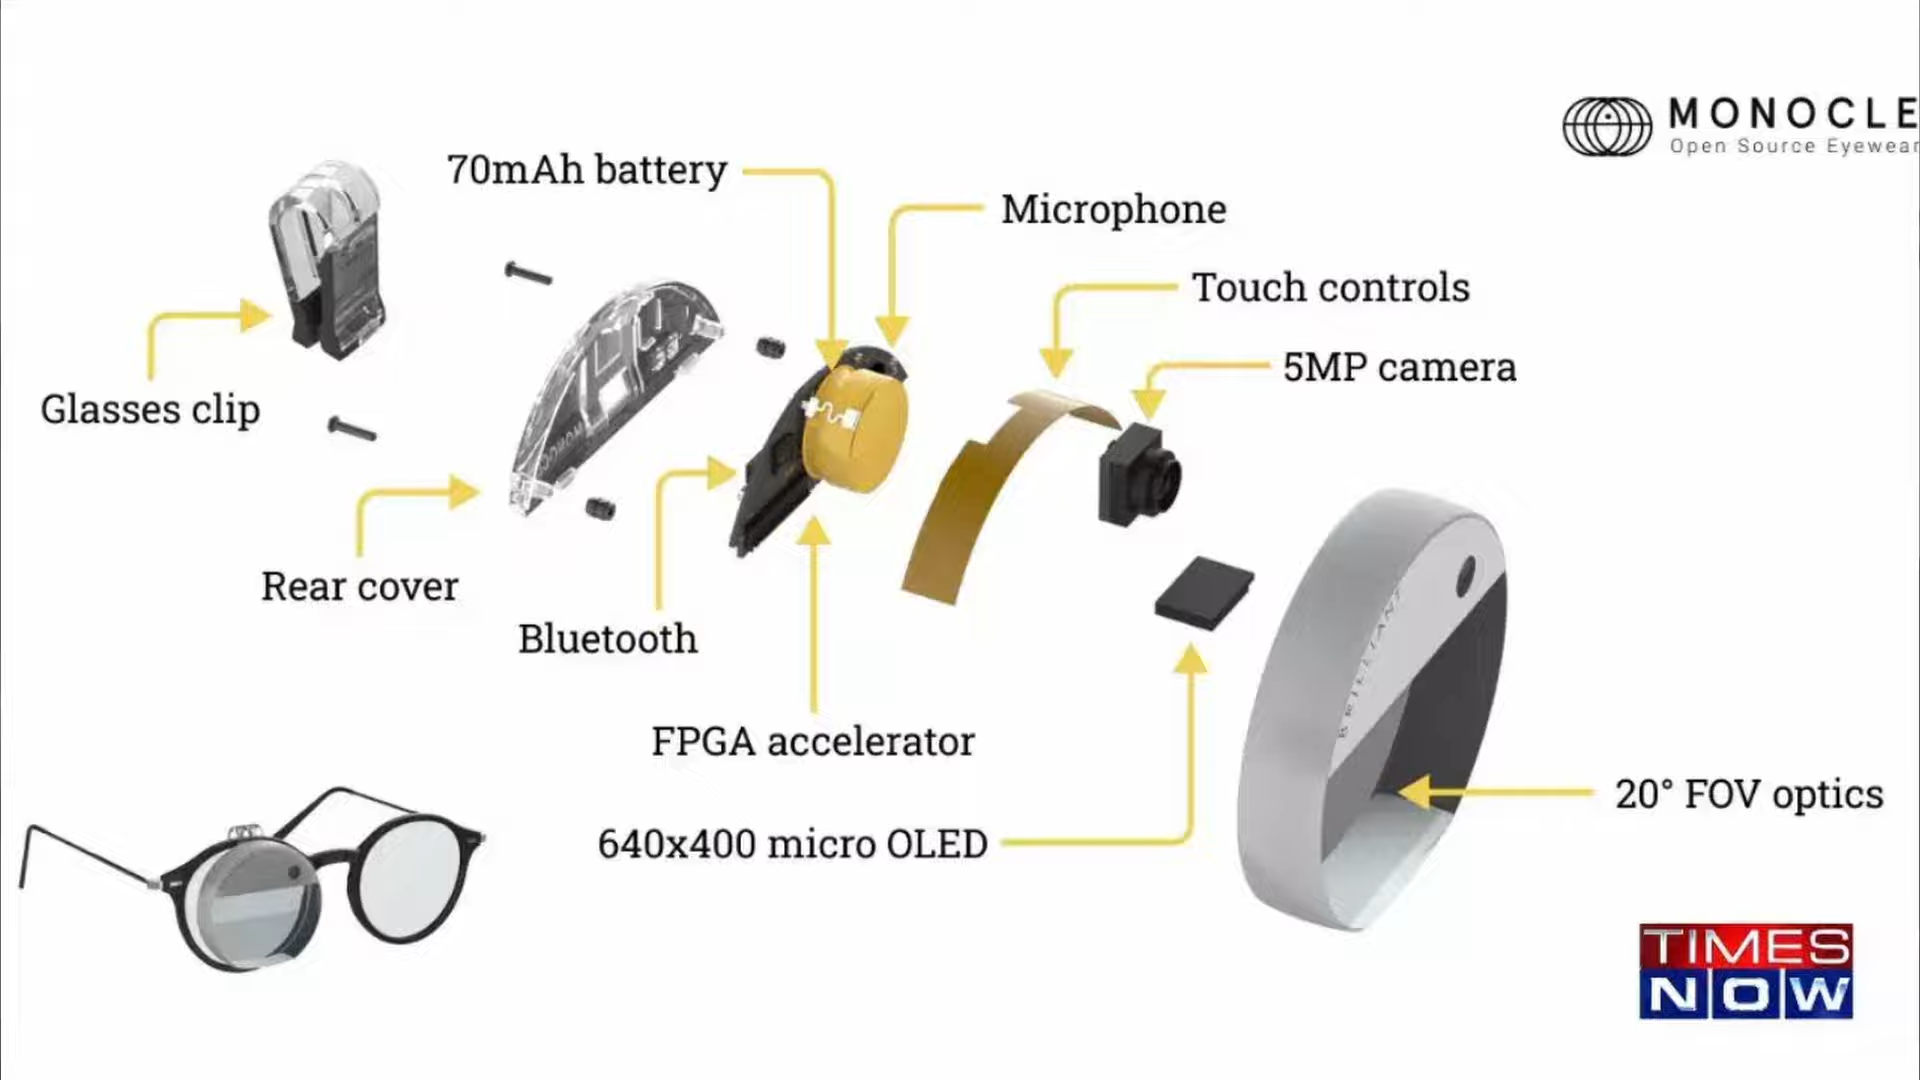 MONOCLE
Open Source Eyewear
70mAh battery
Microphone
Touch controls
5MP camera
Glasses clip
Rear cover
Bluetooth
FPGA accelerator
640x400 micro OLED
20° FOV optics
BRILLIANT
TIMES
NOW